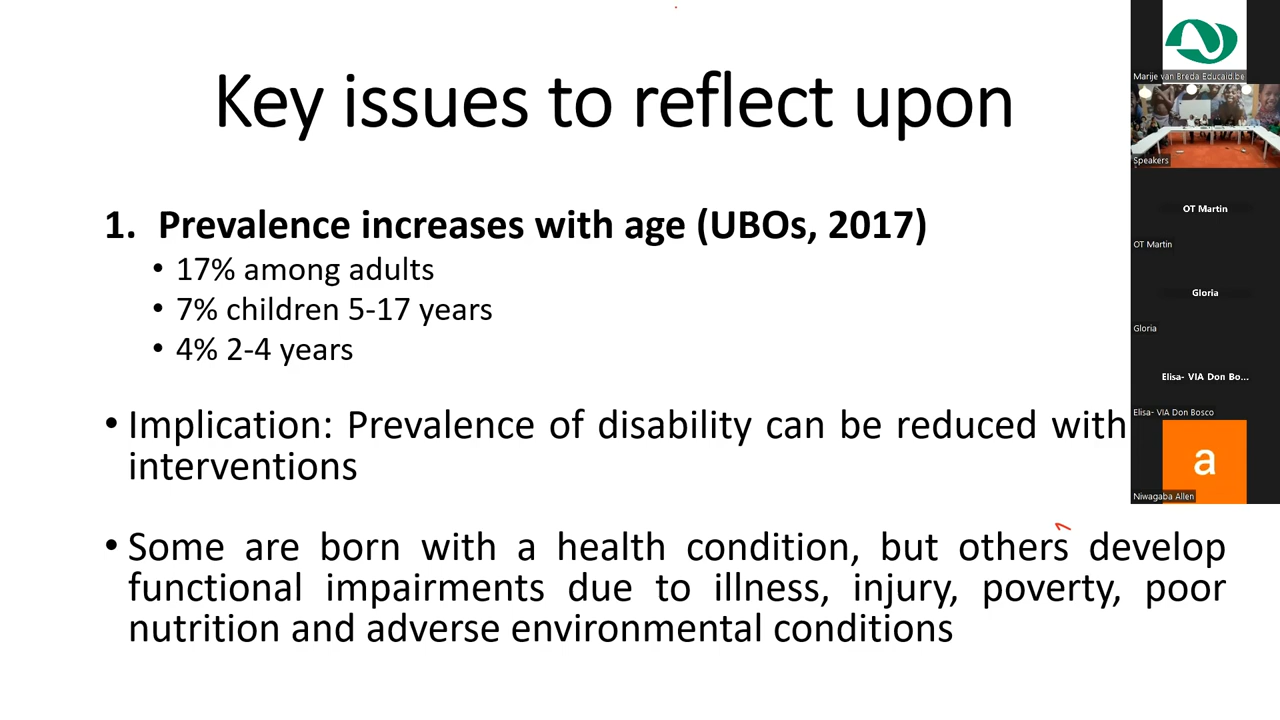 Key issues to reflect upon
1. Prevalence increases with age (UBOs, 2017)
• 17% among adults
• 7% children 5-17 years
• 4% 2-4 years
• Implication: Prevalence of disability can be reduced with
interventions
• Some are born with a health condition, but others develop
functional impairments due to illness, injury, poverty, poor
nutrition and adverse environmental conditions
Marije van Breda Educaid.be
Speakers
OT Martin
OT Martin
Gloria
Gloria
Elisa- VIA Don Bo...
Elisa- VIA Don Bosco
a
Niwagaba Allen